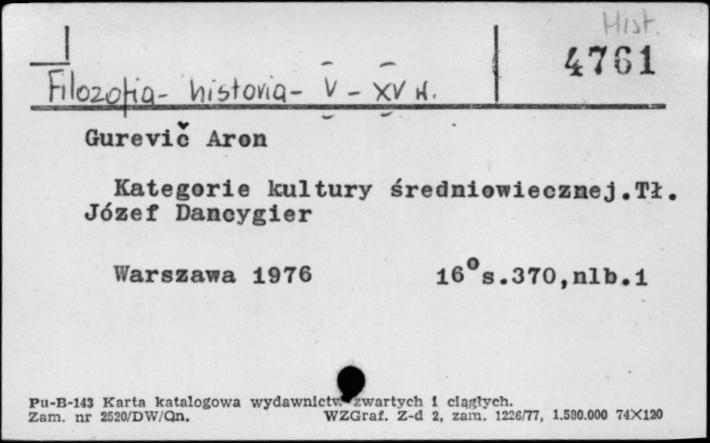 Hist.
4761
Filozofia - historia - V - XV w.
Gurevič Aron
Kategorie kultury średniowiecznej.Tł.
Józef Dancygier
Warszawa 1976 16° s.370,nlb.1
Pu-B-143 Karta katalogowa wydawnictw zwartych i ciągłych.
Zam. nr 2520/DW/Qn. WZGraf. Z-d 2, zam. 1226/77, 1.500.000 74X120